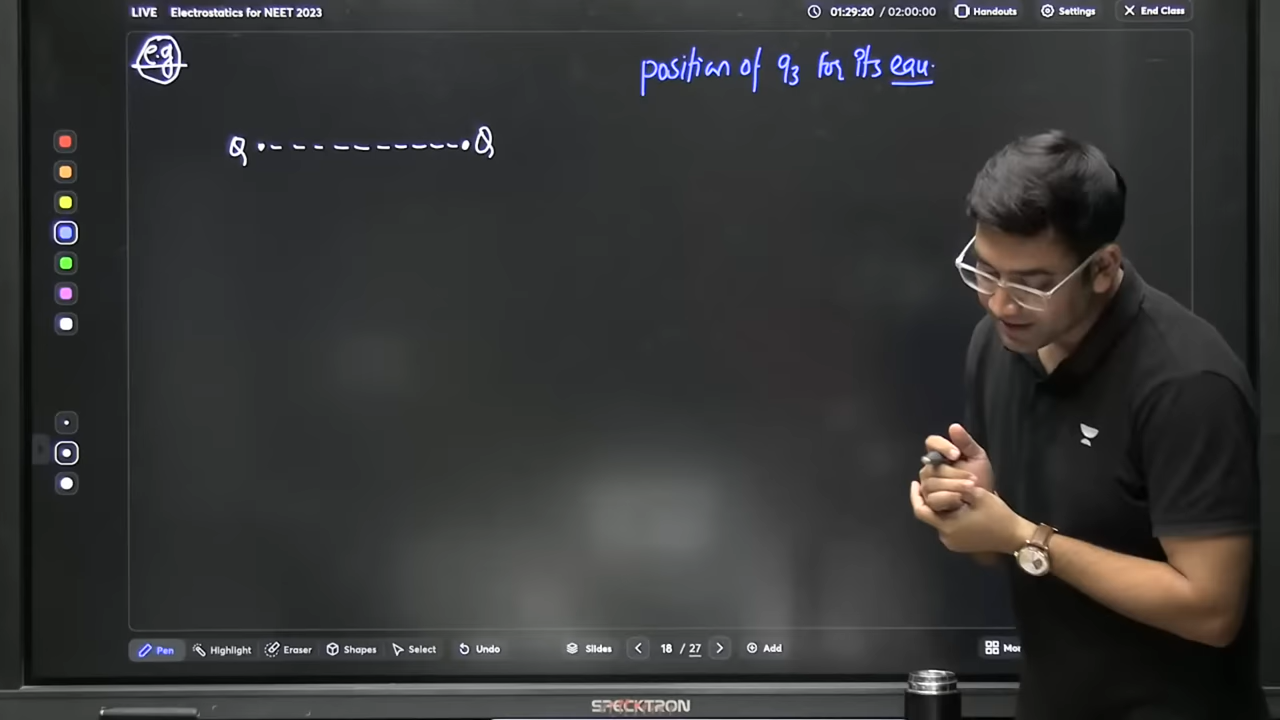 LIVE Electrostatics for NEET 2023
01:29:20 / 02:00:00 Handouts Settings End Class
e.g
position of q3 for its equ.
Q Q
Pen Highlight Eraser Shapes Select Undo Slides 18 / 27 Add
SPECKTRON